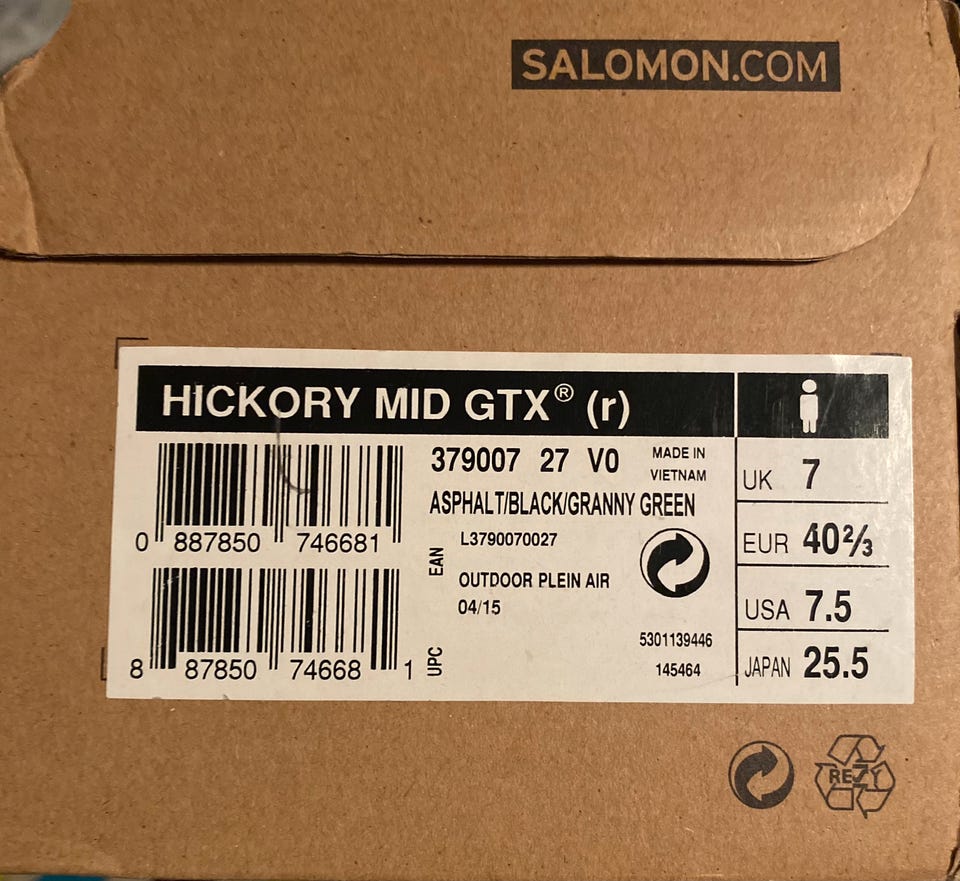 SALOMON.COM
HICKORY MID GTX® (r)
379007 27 V0
MADE IN
VIETNAM
ASPHALT/BLACK/GRANNY GREEN
L3790070027
OUTDOOR PLEIN AIR
04/15
5301139446
145464
0 887850 746681
EAN
8 87850 74668 1
UPC
UK 7
EUR 40⅔
USA 7.5
JAPAN 25.5
REZY